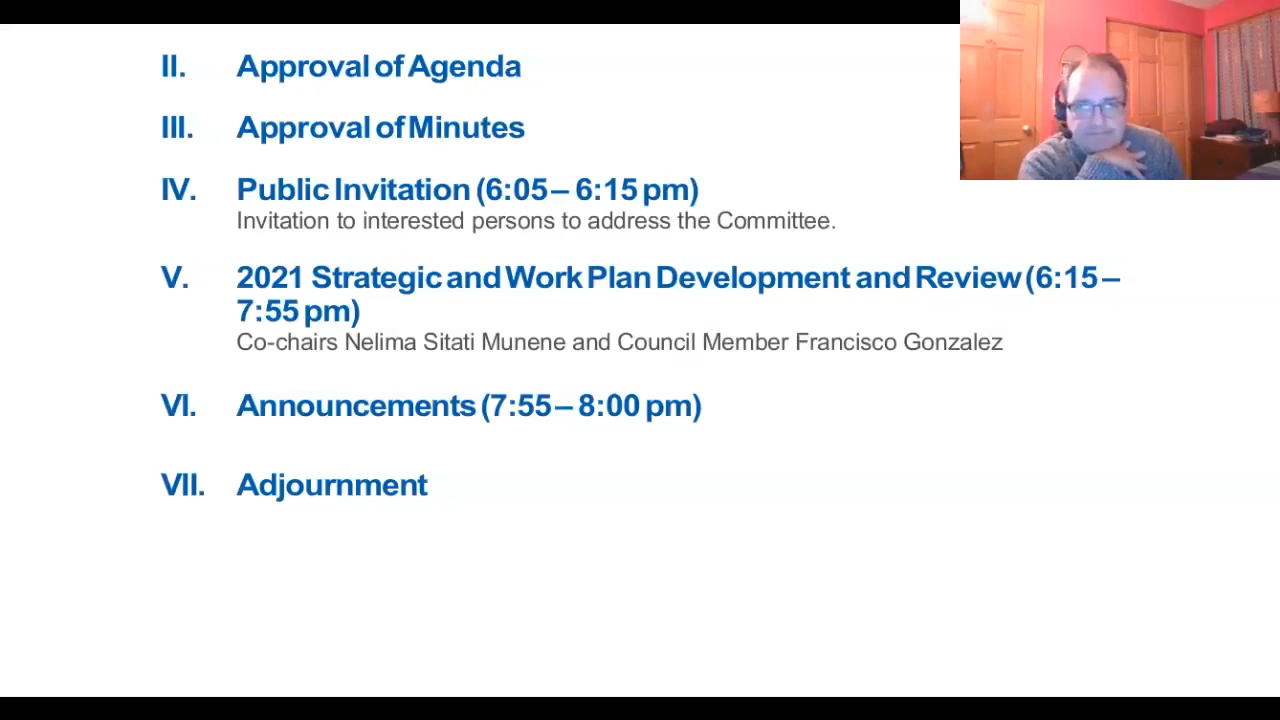 II. Approval of Agenda
III. Approval of Minutes
IV. Public Invitation (6:05 – 6:15 pm)
Invitation to interested persons to address the Committee.
V. 2021 Strategic and Work Plan Development and Review (6:15 –
7:55 pm)
Co-chairs Nelima Sitati Munene and Council Member Francisco Gonzalez
VI. Announcements (7:55 – 8:00 pm)
VII. Adjournment